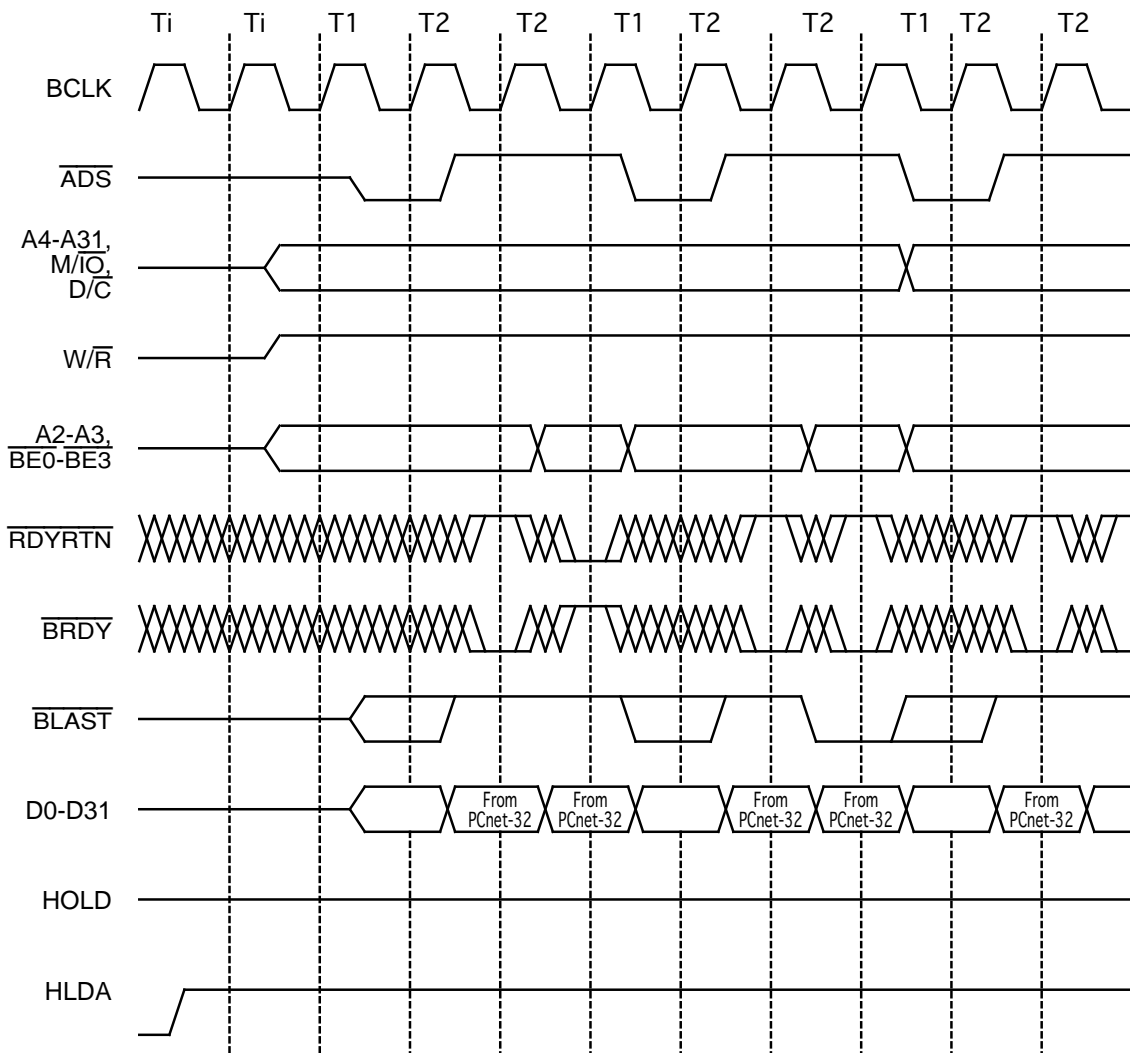 Ti Ti T1 T2 T2 T1 T2 T2 T1 T2 T2
BCLK
ADS
A4-A31,
M/IO,
D/C
W/R
A2-A3,
BE0-BE3
RDYRTN
BRDY
BLAST
D0-D31
From
PCnet-32
From
PCnet-32
From
PCnet-32
From
PCnet-32
From
PCnet-32
HOLD
HLDA